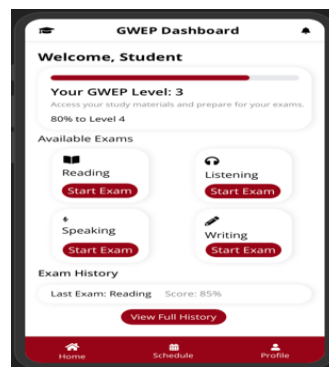 GWEP Dashboard
Welcome, Student
Your GWEP Level: 3
Access your study materials and prepare for your exams.
80% to Level 4
Available Exams
Reading
Start Exam
Listening
Start Exam
Speaking
Start Exam
Writing
Start Exam
Exam History
Last Exam: Reading Score: 85%
View Full History
Home Schedule Profile